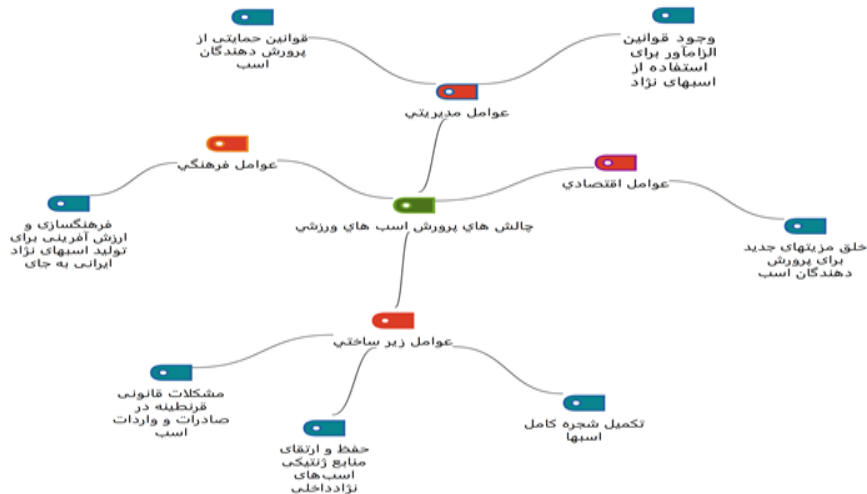 قوانین حمایتی از
پرورش دهندگان
اسب
وجود قوانین
الزامآور برای
استفاده از
اسبهای نژاد
عوامل مديريتي
عوامل فرهنگي
عوامل اقتصادي
فرهنگسازی و
ارزش آفرینی برای
تولید اسبهای نژاد
ایرانی به جای
چالش هاي پرورش اسب هاي ورزشي
خلق مزیتهای جدید
برای پرورش
دهندگان اسب
عوامل زير ساختي
مشکلات قانونی
قرنطینه در
صادرات و واردات
اسب
حفظ و ارتقای
منابع ژنتیکی
اسب‌های
نژادداخلی
تکمیل شجره کامل
اسبها